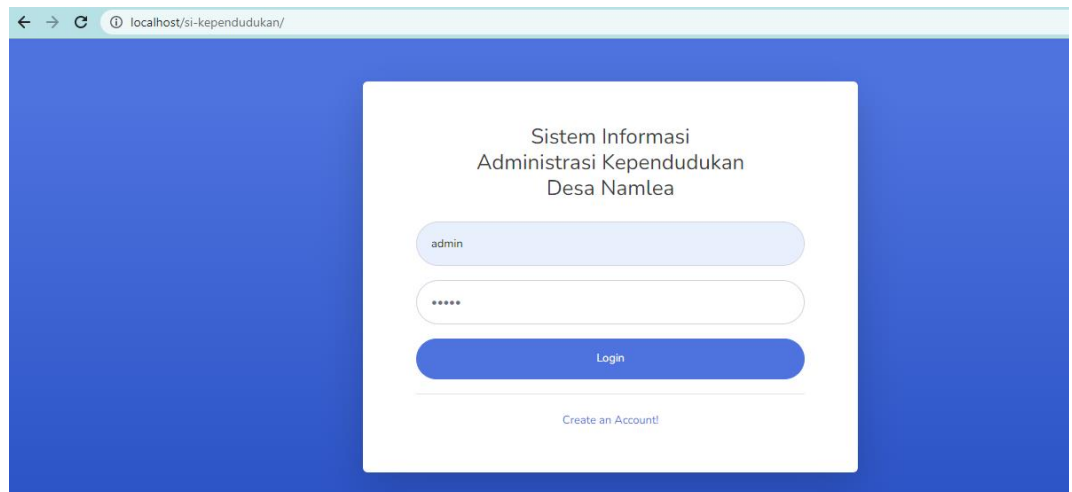 localhost/si-kependudukan/
Sistem Informasi
Administrasi Kependudukan
Desa Namlea
admin
•••••
Login
Create an Account!